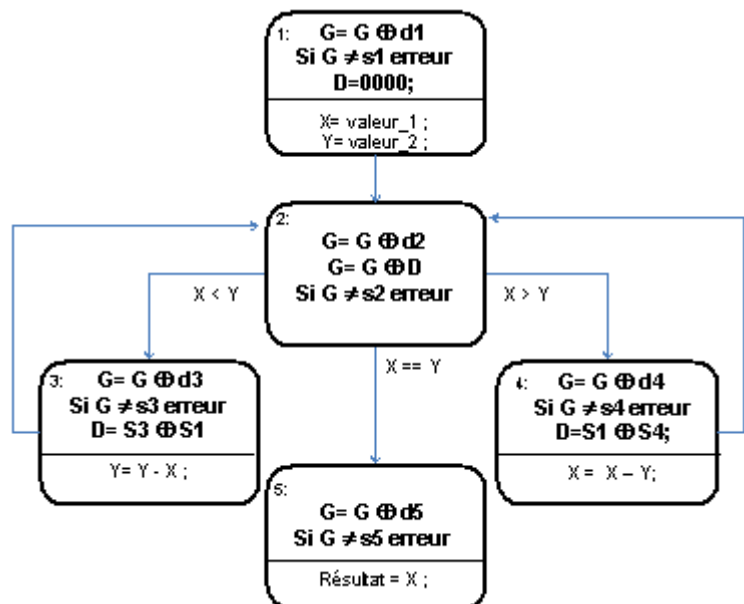 1: G= G ⊕ d1
Si G ≠ s1 erreur
D=0000;
X= valeur_1 ;
Y= valeur_2 ;
2:
G= G ⊕ d2
G= G ⊕ D
Si G ≠ s2 erreur
X < Y
X > Y
X == Y
3: G= G ⊕ d3
Si G ≠ s3 erreur
D= S3 ⊕ S1
Y= Y - X ;
4: G= G ⊕ d4
Si G ≠ s4 erreur
D=S1 ⊕ S4;
X = X – Y;
5:
G= G ⊕ d5
Si G ≠ s5 erreur
Résultat = X ;